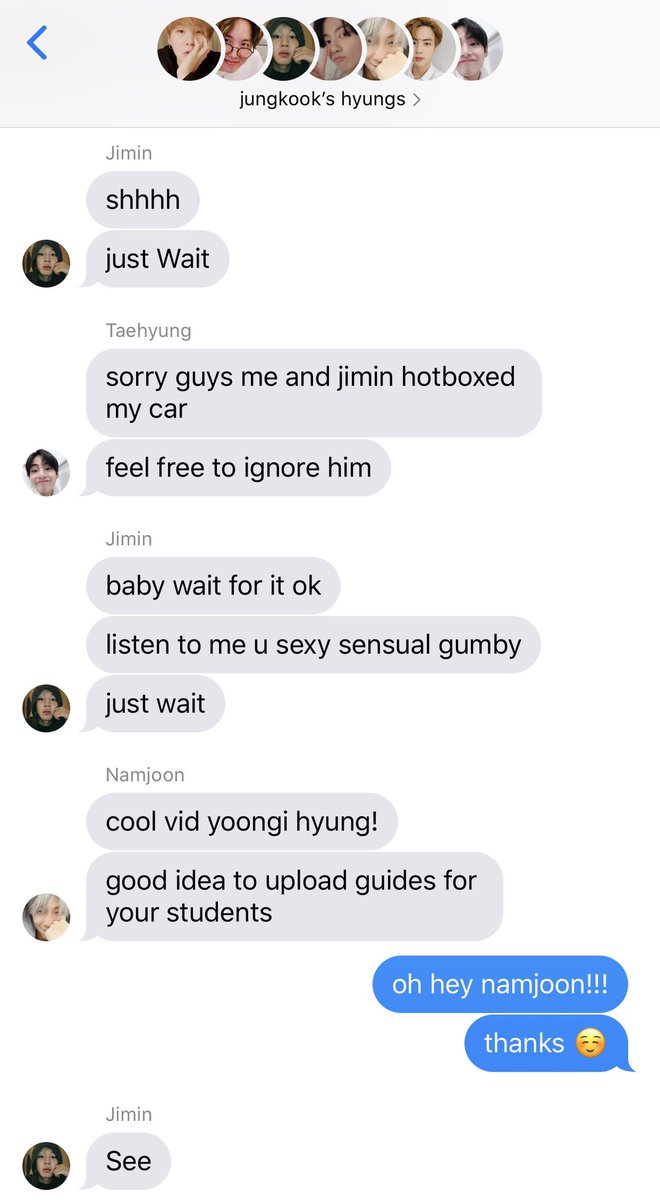 jungkook’s hyungs
Jimin
shhhh
just Wait
Taehyung
sorry guys me and jimin hotboxed
my car
feel free to ignore him
Jimin
baby wait for it ok
listen to me u sexy sensual gumby
just wait
Namjoon
cool vid yoongi hyung!
good idea to upload guides for
your students
oh hey namjoon!!!
thanks ☺️
Jimin
See